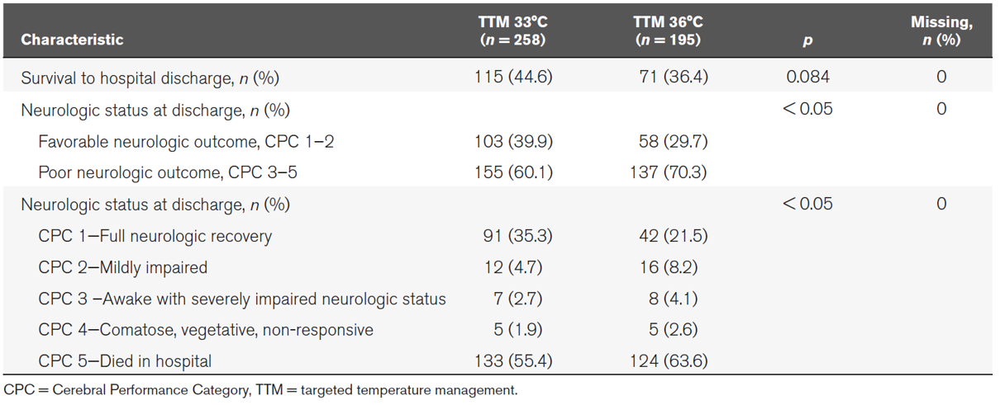 Characteristic TTM 33°C (n = 258) TTM 36°C (n = 195) p Missing, n (%)
Survival to hospital discharge, n (%) 115 (44.6) 71 (36.4) 0.084 0
Neurologic status at discharge, n (%) < 0.05 0
Favorable neurologic outcome, CPC 1–2 103 (39.9) 58 (29.7)
Poor neurologic outcome, CPC 3–5 155 (60.1) 137 (70.3)
Neurologic status at discharge, n (%) < 0.05 0
CPC 1—Full neurologic recovery 91 (35.3) 42 (21.5)
CPC 2—Mildly impaired 12 (4.7) 16 (8.2)
CPC 3 —Awake with severely impaired neurologic status 7 (2.7) 8 (4.1)
CPC 4—Comatose, vegetative, non-responsive 5 (1.9) 5 (2.6)
CPC 5—Died in hospital 133 (55.4) 124 (63.6)
CPC = Cerebral Performance Category, TTM = targeted temperature management.